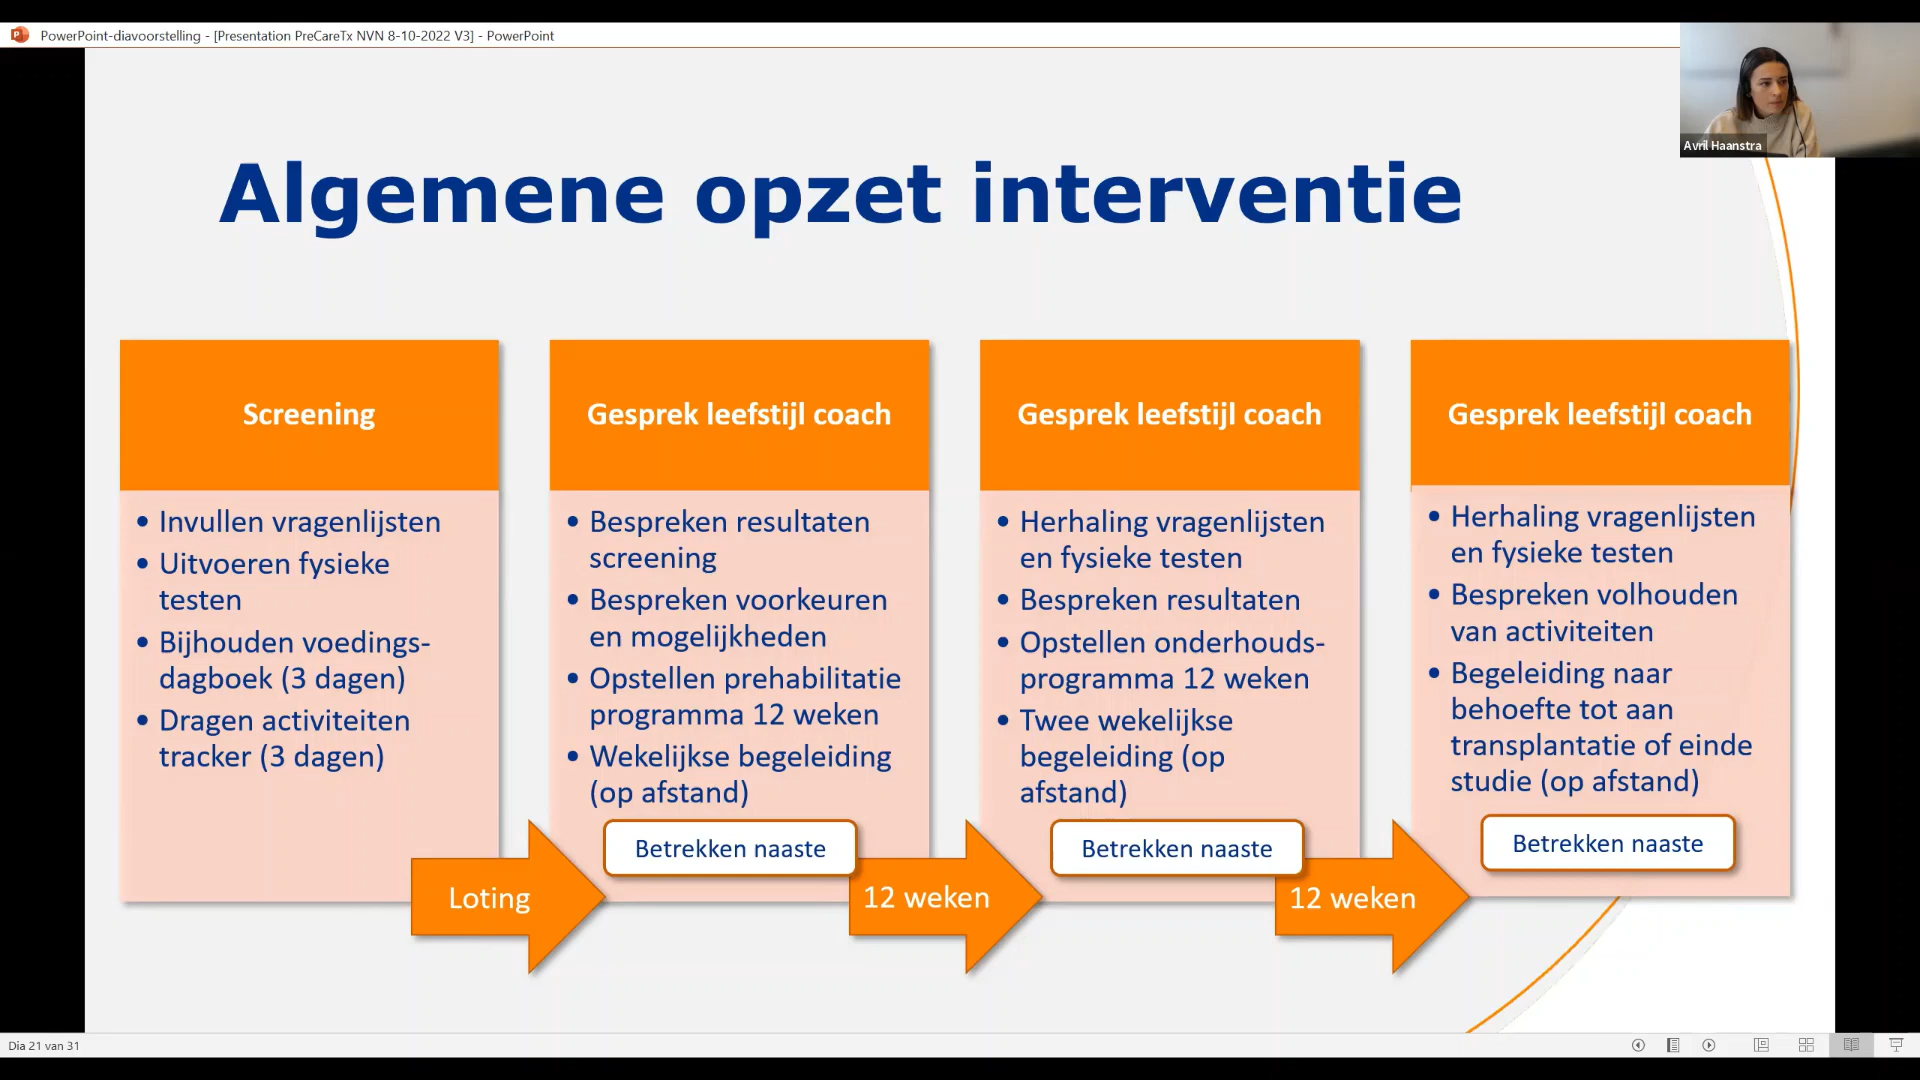 PowerPoint-diavoorstelling - [Presentation PreCareTx NVN 8-10-2022 V3] - PowerPoint
Avril Haanstra
Algemene opzet interventie
Screening
• Invullen vragenlijsten
• Uitvoeren fysieke
testen
• Bijhouden voedings-
dagboek (3 dagen)
• Dragen activiteiten
tracker (3 dagen)
Loting
Gesprek leefstijl coach
• Bespreken resultaten
screening
• Bespreken voorkeuren
en mogelijkheden
• Opstellen prehabilitatie
programma 12 weken
• Wekelijkse begeleiding
(op afstand)
Betrekken naaste
12 weken
Gesprek leefstijl coach
• Herhaling vragenlijsten
en fysieke testen
• Bespreken resultaten
• Opstellen onderhouds-
programma 12 weken
• Twee wekelijkse
begeleiding (op
afstand)
Betrekken naaste
12 weken
Gesprek leefstijl coach
• Herhaling vragenlijsten
en fysieke testen
• Bespreken volhouden
van activiteiten
• Begeleiding naar
behoefte tot aan
transplantatie of einde
studie (op afstand)
Betrekken naaste
Dia 21 van 31